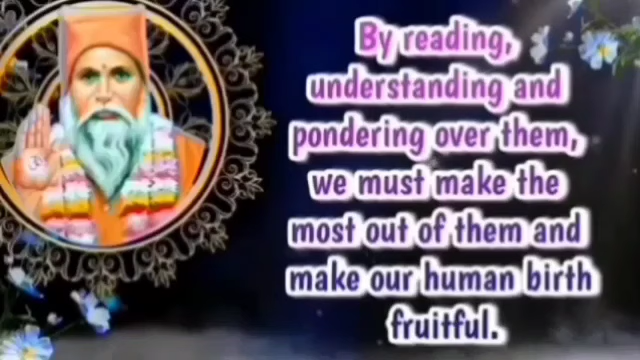 By reading,
understanding and
pondering over them,
we must make the
most out of them and
make our human birth
fruitful.